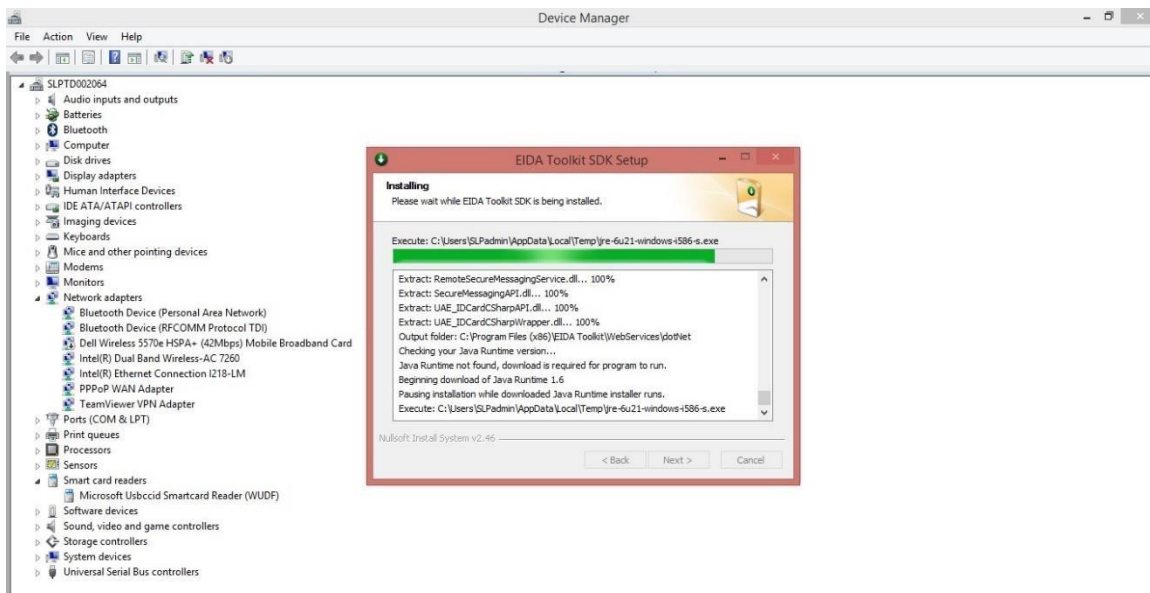 Device Manager
File Action View Help
SLPTD002064
Audio inputs and outputs
Batteries
Bluetooth
Computer
Disk drives
Display adapters
Human Interface Devices
IDE ATA/ATAPI controllers
Imaging devices
Keyboards
Mice and other pointing devices
Modems
Monitors
Network adapters
Bluetooth Device (Personal Area Network)
Bluetooth Device (RFCOMM Protocol TDI)
Dell Wireless 5570e HSPA+ (42Mbps) Mobile Broadband Card
Intel(R) Dual Band Wireless-AC 7260
Intel(R) Ethernet Connection I218-LM
PPPoP WAN Adapter
TeamViewer VPN Adapter
Ports (COM & LPT)
Print queues
Processors
Sensors
Smart card readers
Microsoft Usbccid Smartcard Reader (WUDF)
Software devices
Sound, video and game controllers
Storage controllers
System devices
Universal Serial Bus controllers
EIDA Toolkit SDK Setup
Installing
Please wait while EIDA Toolkit SDK is being installed.
Execute: C:\Users\SLPadmin\AppData\Local\Temp\jre-6u21-windows-i586-s.exe
Extract: RemoteSecureMessagingService.dll... 100%
Extract: SecureMessagingAPI.dll... 100%
Extract: UAE_IDCardCSharpAPI.dll... 100%
Extract: UAE_IDCardCSharpWrapper.dll... 100%
Output folder: C:\Program Files (x86)\EIDA Toolkit\WebServices\dotNet
Checking your Java Runtime version...
Java Runtime not found, download is required for program to run.
Beginning download of Java Runtime 1.6
Pausing installation while downloaded Java Runtime installer runs.
Execute: C:\Users\SLPadmin\AppData\Local\Temp\jre-6u21-windows-i586-s.exe
Nullsoft Install System v2.46
< Back Next > Cancel